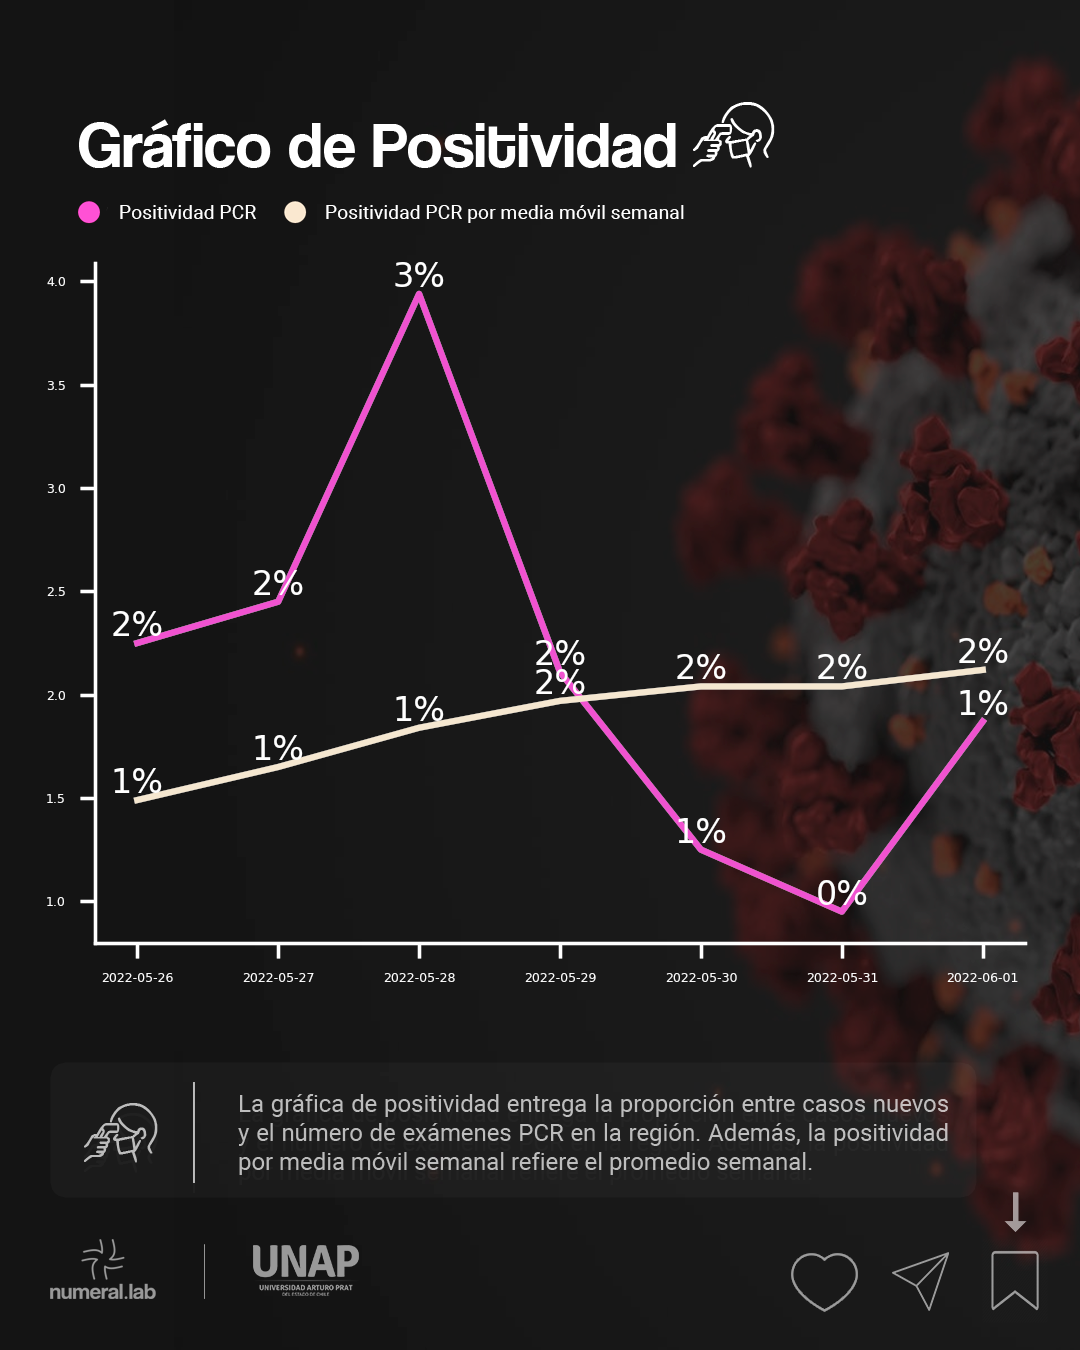 Gráfico de Positividad
Positividad PCR
Positividad PCR por media móvil semanal
4.0
3.5
3.0
2.5
2.0
1.5
1.0
2%
2%
3%
2%
1%
0%
1%
1%
1%
1%
2%
2%
2%
2%
2022-05-26
2022-05-27
2022-05-28
2022-05-29
2022-05-30
2022-05-31
2022-06-01
La gráfica de positividad entrega la proporción entre casos nuevos
y el número de exámenes PCR en la región. Además, la positividad
por media móvil semanal refiere el promedio semanal.
numeral.lab
UNAP
UNIVERSIDAD ARTURO PRAT
DEL ESTADO DE CHILE